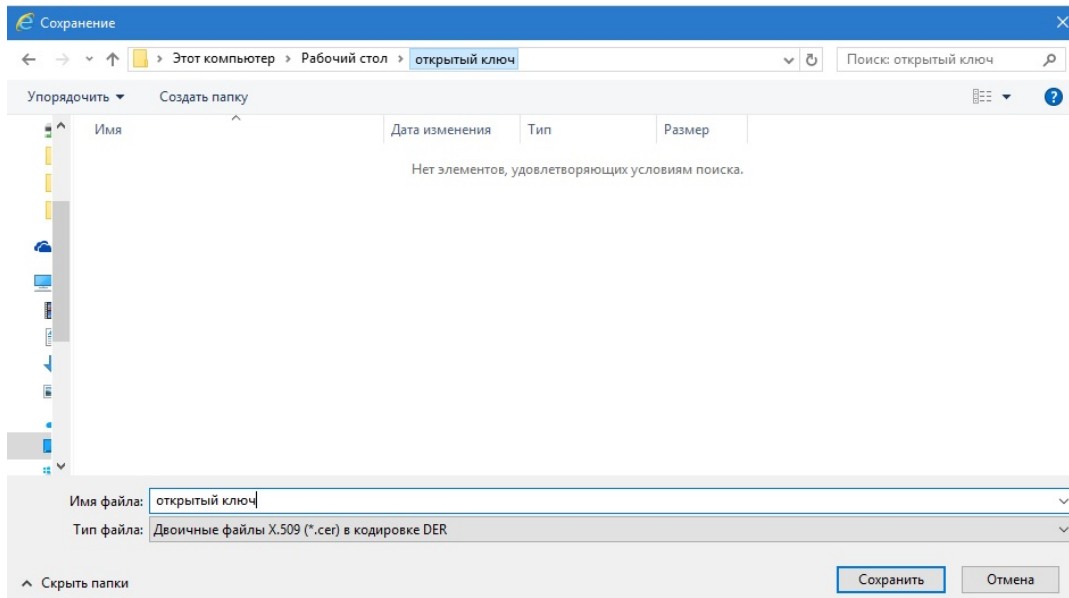 Сохранение
Этот компьютер > Рабочий стол > открытый ключ
Поиск: открытый ключ
Упорядочить Создать папку
Имя Дата изменения Тип Размер
Нет элементов, удовлетворяющих условиям поиска.
Имя файла: открытый ключ
Тип файла: Двоичные файлы X.509 (*.cer) в кодировке DER
Скрыть папки Сохранить Отмена